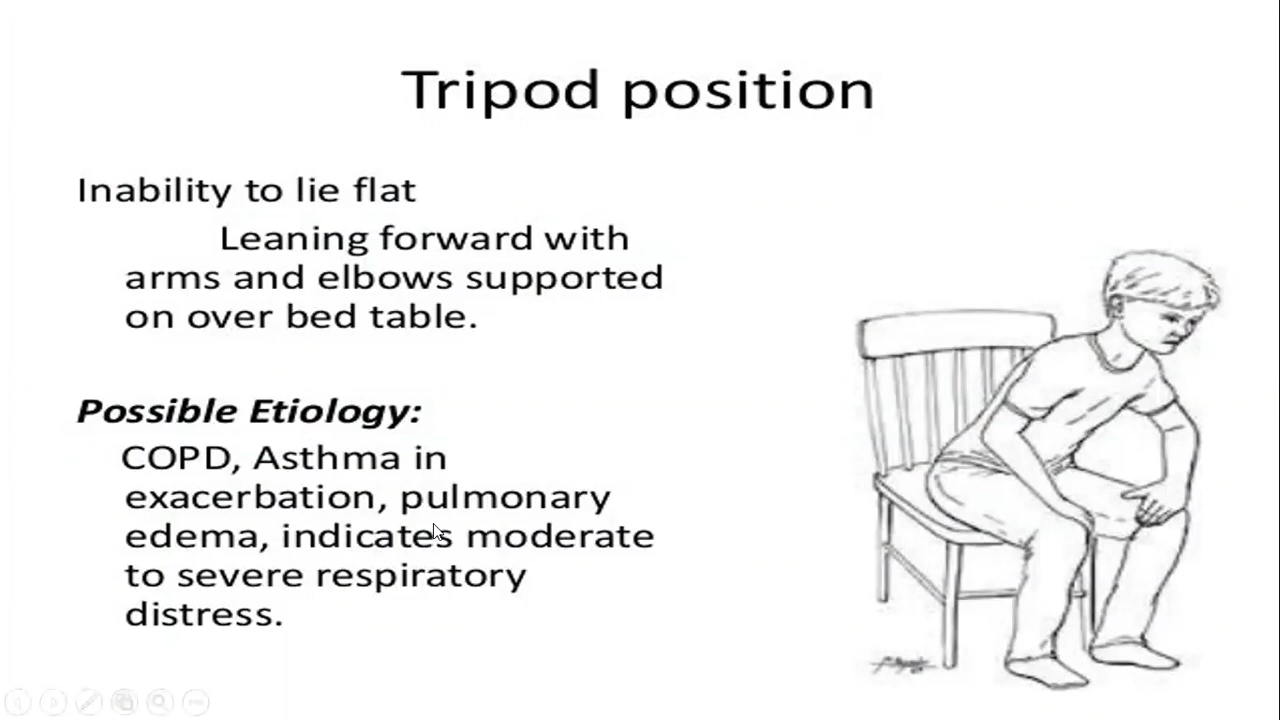 Tripod position
Inability to lie flat
Leaning forward with
arms and elbows supported
on over bed table.
Possible Etiology:
COPD, Asthma in
exacerbation, pulmonary
edema, indicates moderate
to severe respiratory
distress.